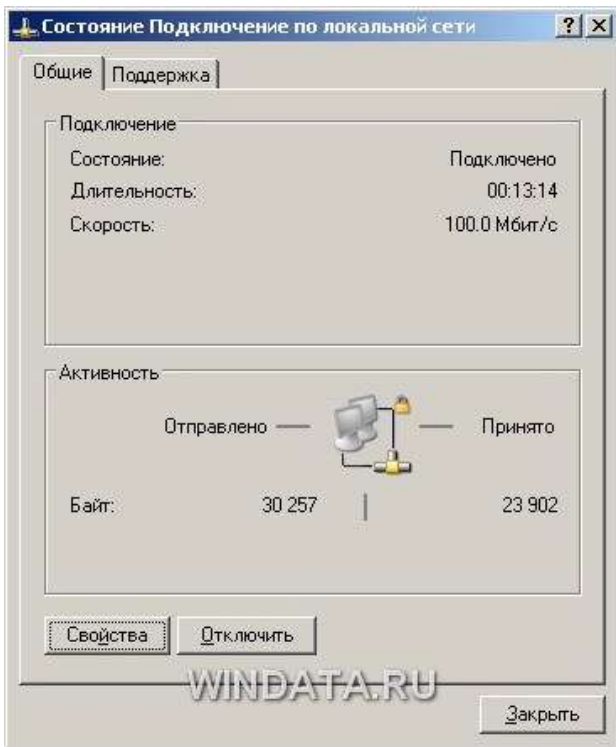 Состояние Подключение по локальной сети
Общие Поддержка
Подключение
Состояние: Подключено
Длительность: 00:13:14
Скорость: 100.0 Мбит/с
Активность
Отправлено Принято
Байт: 30 257 23 902
Свойства Отключить
WINDATA.RU
Закрыть